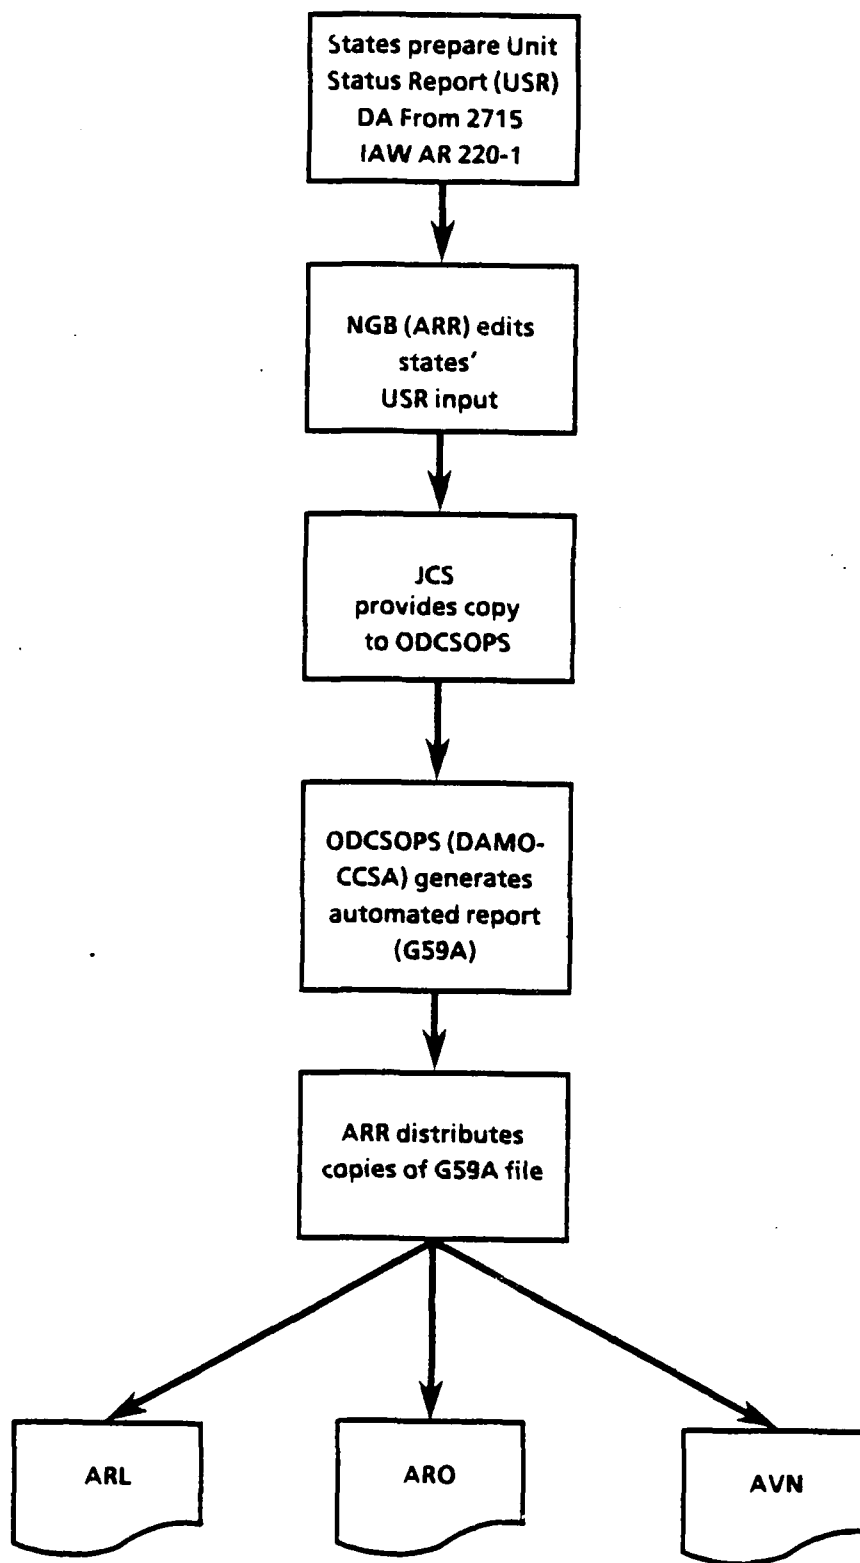 States prepare Unit
Status Report (USR)
DA From 2715
IAW AR 220-1
NGB (ARR) edits
states'
USR input
JCS
provides copy
to ODCSOPS
ODCSOPS (DAMO-
CCSA) generates
automated report
(G59A)
ARR distributes
copies of G59A file
ARL
ARO
AVN